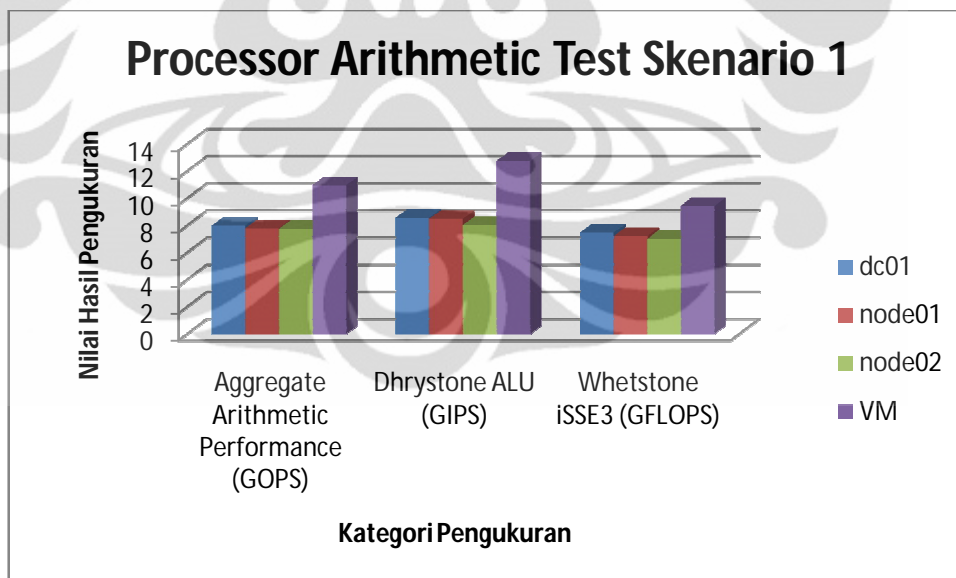 Processor Arithmetic Test Skenario 1
Nilai Hasil Pengukuran
14
12
10
8
6
4
2
0
Aggregate
Arithmetic
Performance
(GOPS)
Dhrystone ALU
(GIPS)
Whetstone
iSSE3 (GFLOPS)
Kategori Pengukuran
dc01
node01
node02
VM